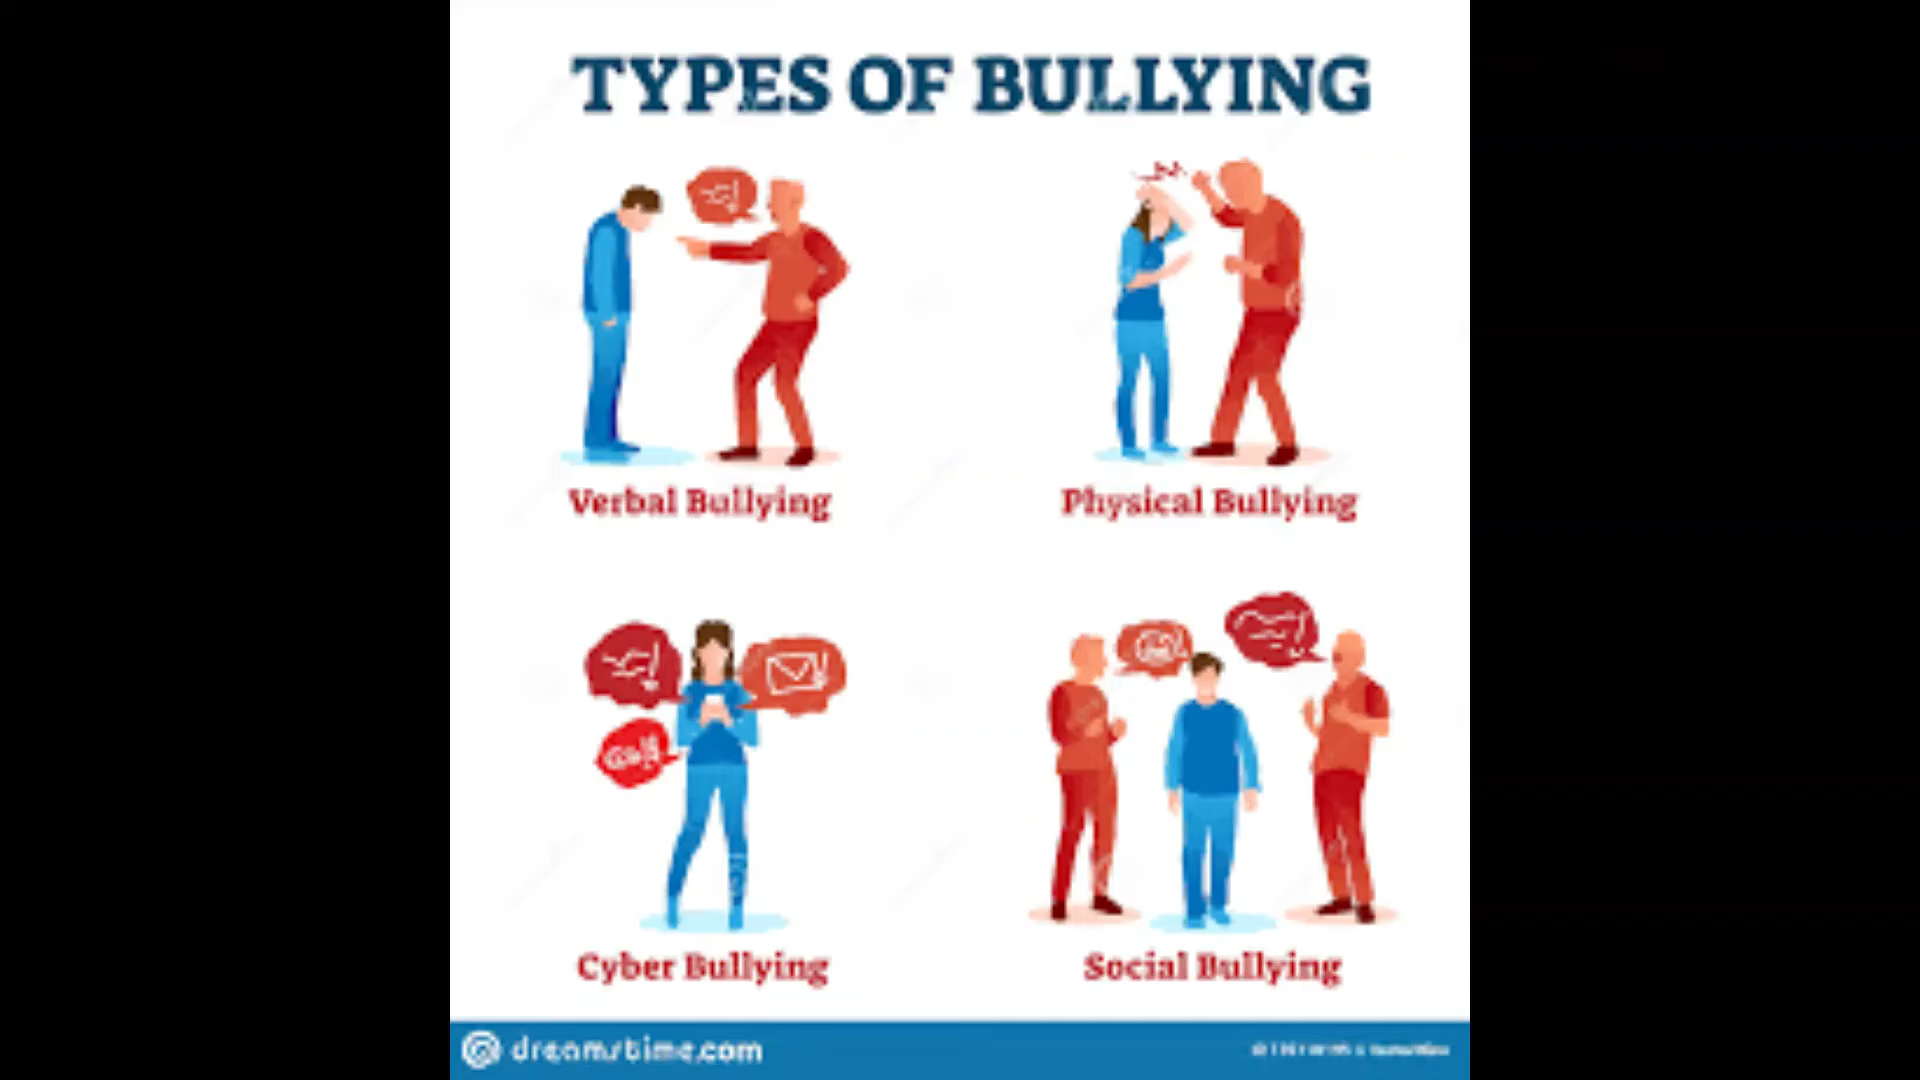 TYPES OF BULLYING
Verbal Bullying
Physical Bullying
Cyber Bullying
Social Bullying
dreamstime.com